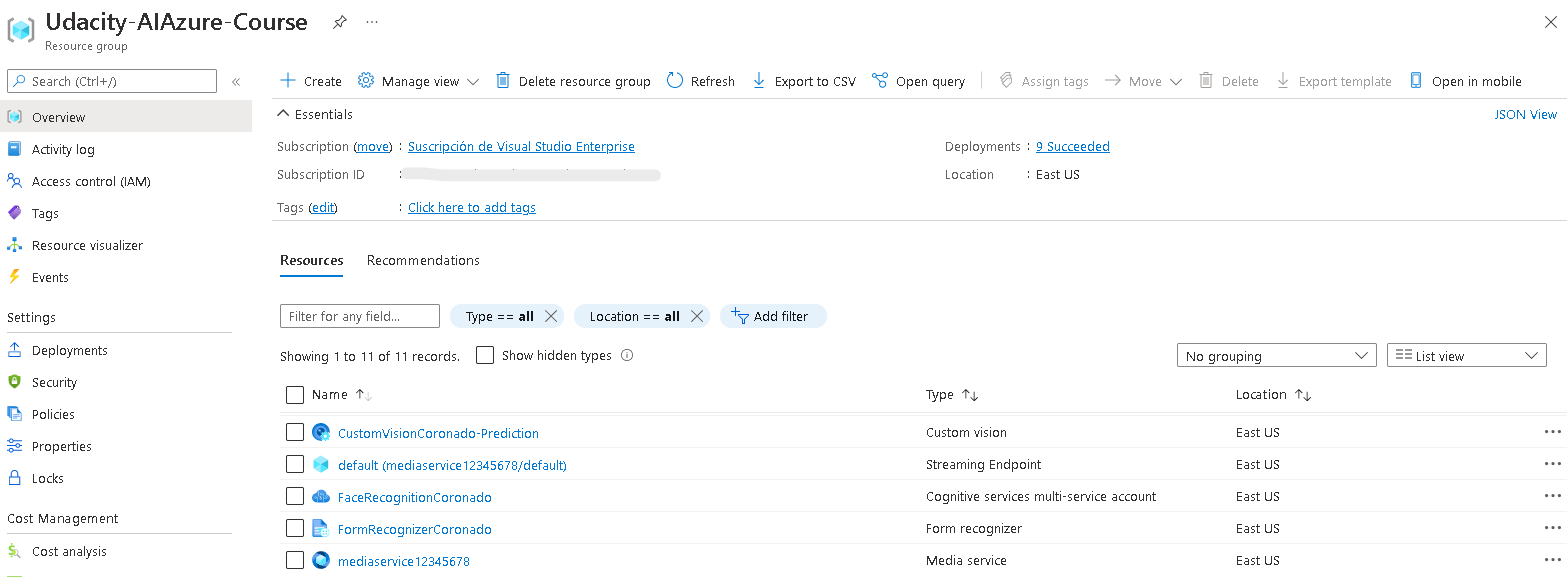 Udacity-AIAzure-Course
Resource group
Search (Ctrl+/)
Overview
Activity log
Access control (IAM)
Tags
Resource visualizer
Events
Settings
Deployments
Security
Policies
Properties
Locks
Cost Management
Cost analysis
Create Manage view Delete resource group Refresh Export to CSV Open query Assign tags Move Delete Export template Open in mobile
Essentials JSON View
Subscription (move) : Suscripción de Visual Studio Enterprise Deployments : 9 Succeeded
Subscription ID : Location : East US
Tags (edit) : Click here to add tags
Resources Recommendations
Filter for any field... Type == all Location == all Add filter
Showing 1 to 11 of 11 records. Show hidden types No grouping List view
Name Type Location
CustomVisionCoronado-Prediction Custom vision East US
default (mediaservice12345678/default) Streaming Endpoint East US
FaceRecognitionCoronado Cognitive services multi-service account East US
FormRecognizerCoronado Form recognizer East US
mediaservice12345678 Media service East US